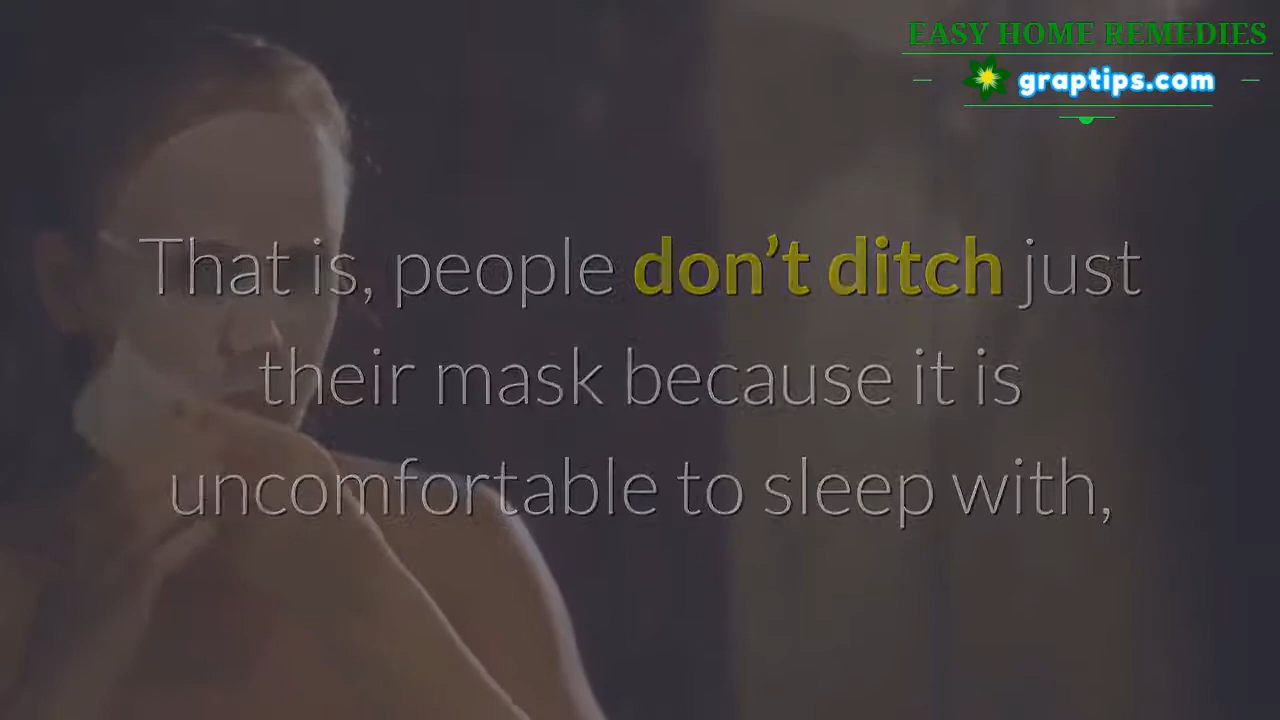 EASY HOME REMEDIES
graptips.com
That is, people don’t ditch just
their mask because it is
uncomfortable to sleep with,